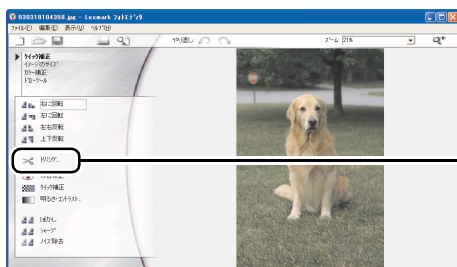 030310104358.jpg - Lexmark フォトエディタ
ファイル(F) 編集(E) 表示(V) ヘルプ(H)
やり直し ズーム: 21%
クイック補正
イメージのサイズ
カラー補正
ドローツール
右に回転
左に回転
左右反転
上下反転
トリミング...
クイック補正
明るさ・コントラスト...
ぼかし
シャープ
ノイズ除去